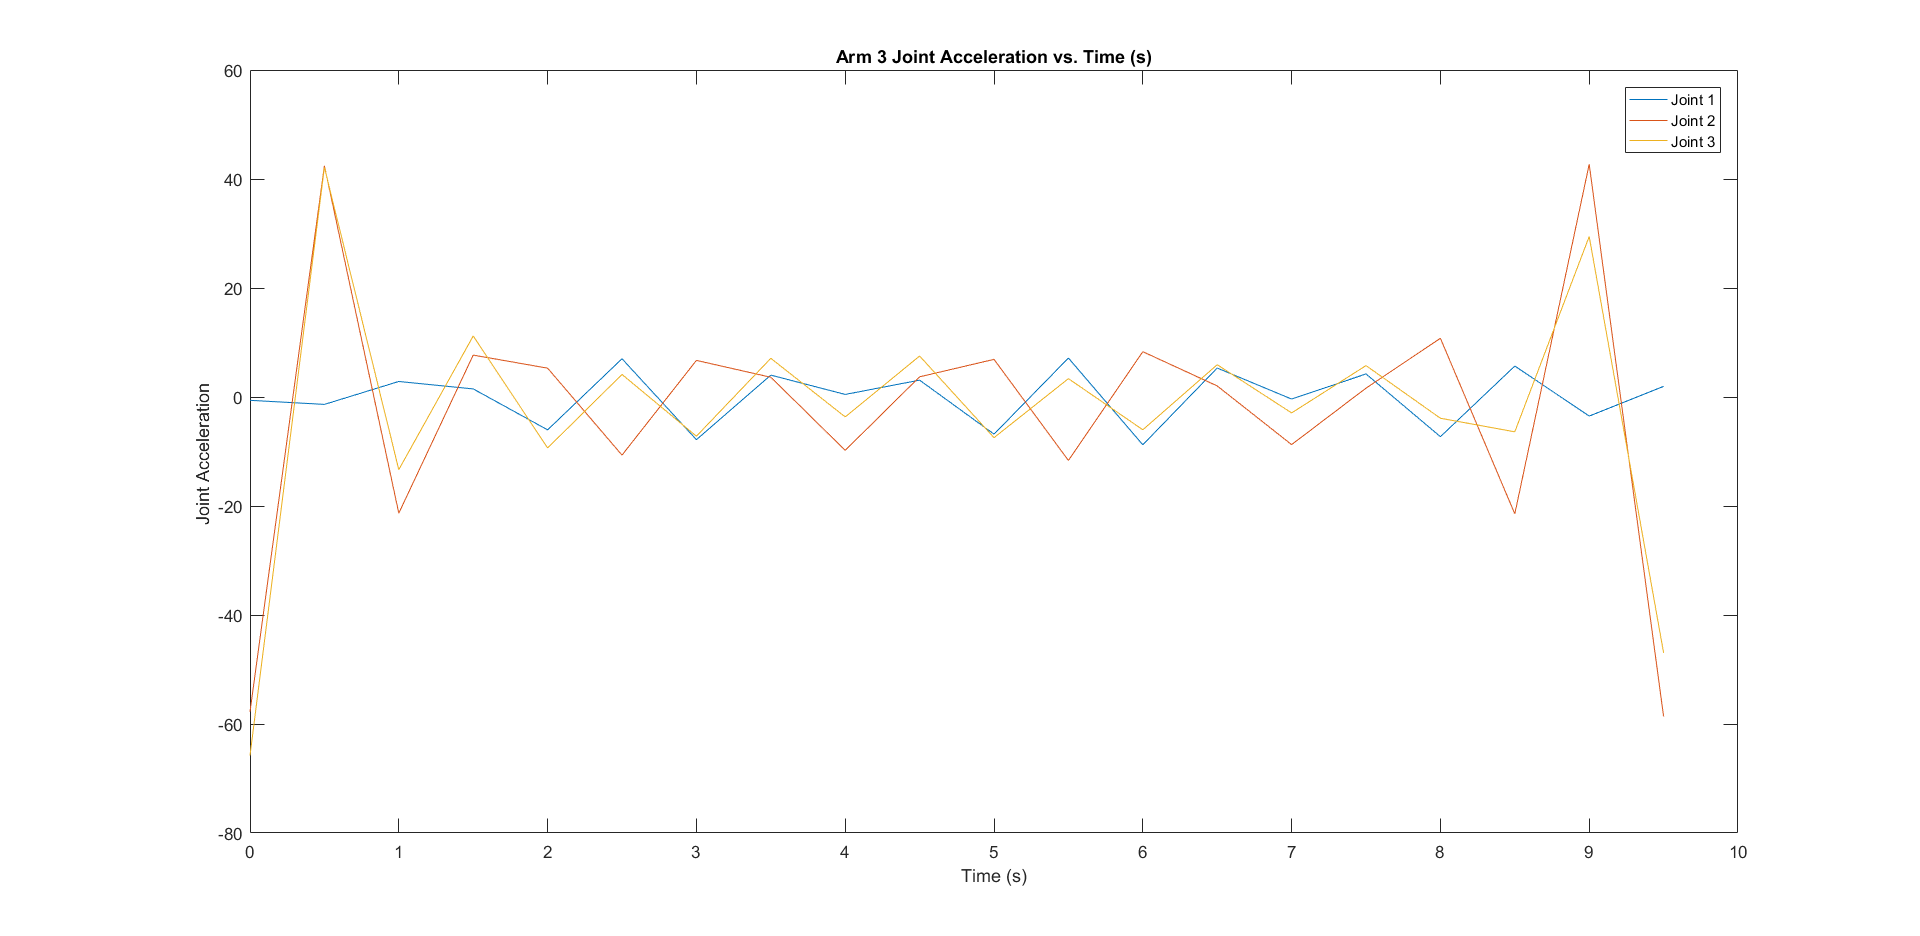 Arm 3 Joint Acceleration vs. Time (s)
Joint 1
Joint 2
Joint 3
60
40
20
0
-20
-40
-60
-80
Joint Acceleration
0 1 2 3 4 5 6 7 8 9 10
Time (s)